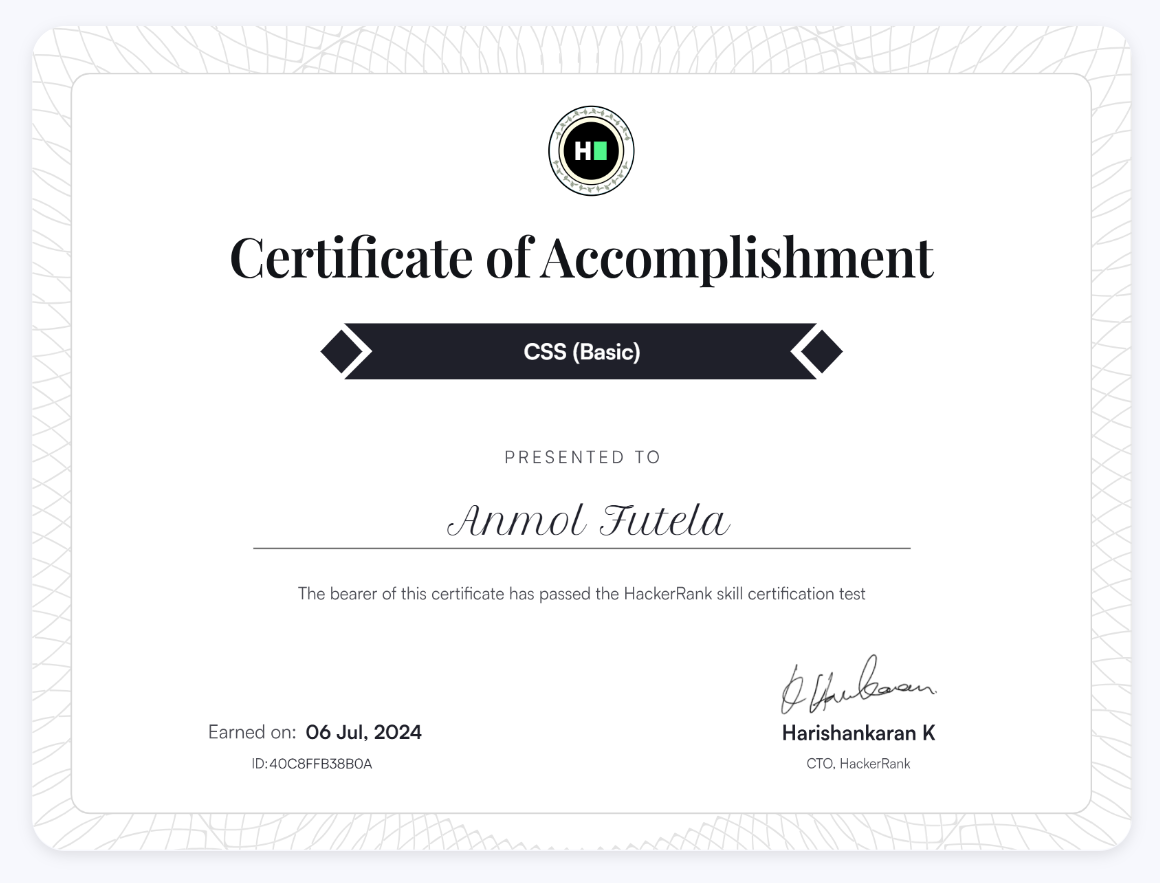 H
Certificate of Accomplishment
CSS (Basic)
PRESENTED TO
Anmol Futela
The bearer of this certificate has passed the HackerRank skill certification test
Earned on: 06 Jul, 2024
ID:40C8FFB38B0A
Harishankaran K
CTO, HackerRank